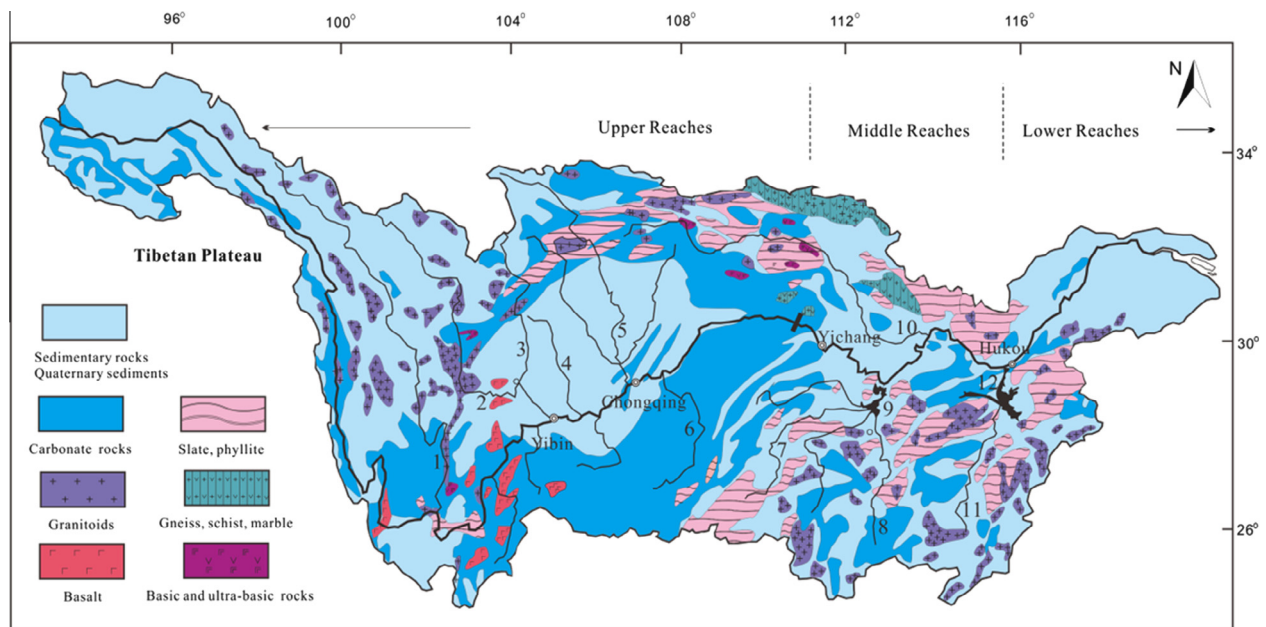 96° 100° 104° 108° 112° 116°
N
Upper Reaches Middle Reaches Lower Reaches
34°
Tibetan Plateau
Sedimentary rocks
Quaternary sediments
Carbonate rocks
Slate, phyllite
Granitoids
Gneiss, schist, marble
Basalt
Basic and ultra-basic rocks
5
10
30°
Yichang
Hukou
3
4
12
2
Chongqing
9
6
Yibin
7
1
26°
8
11